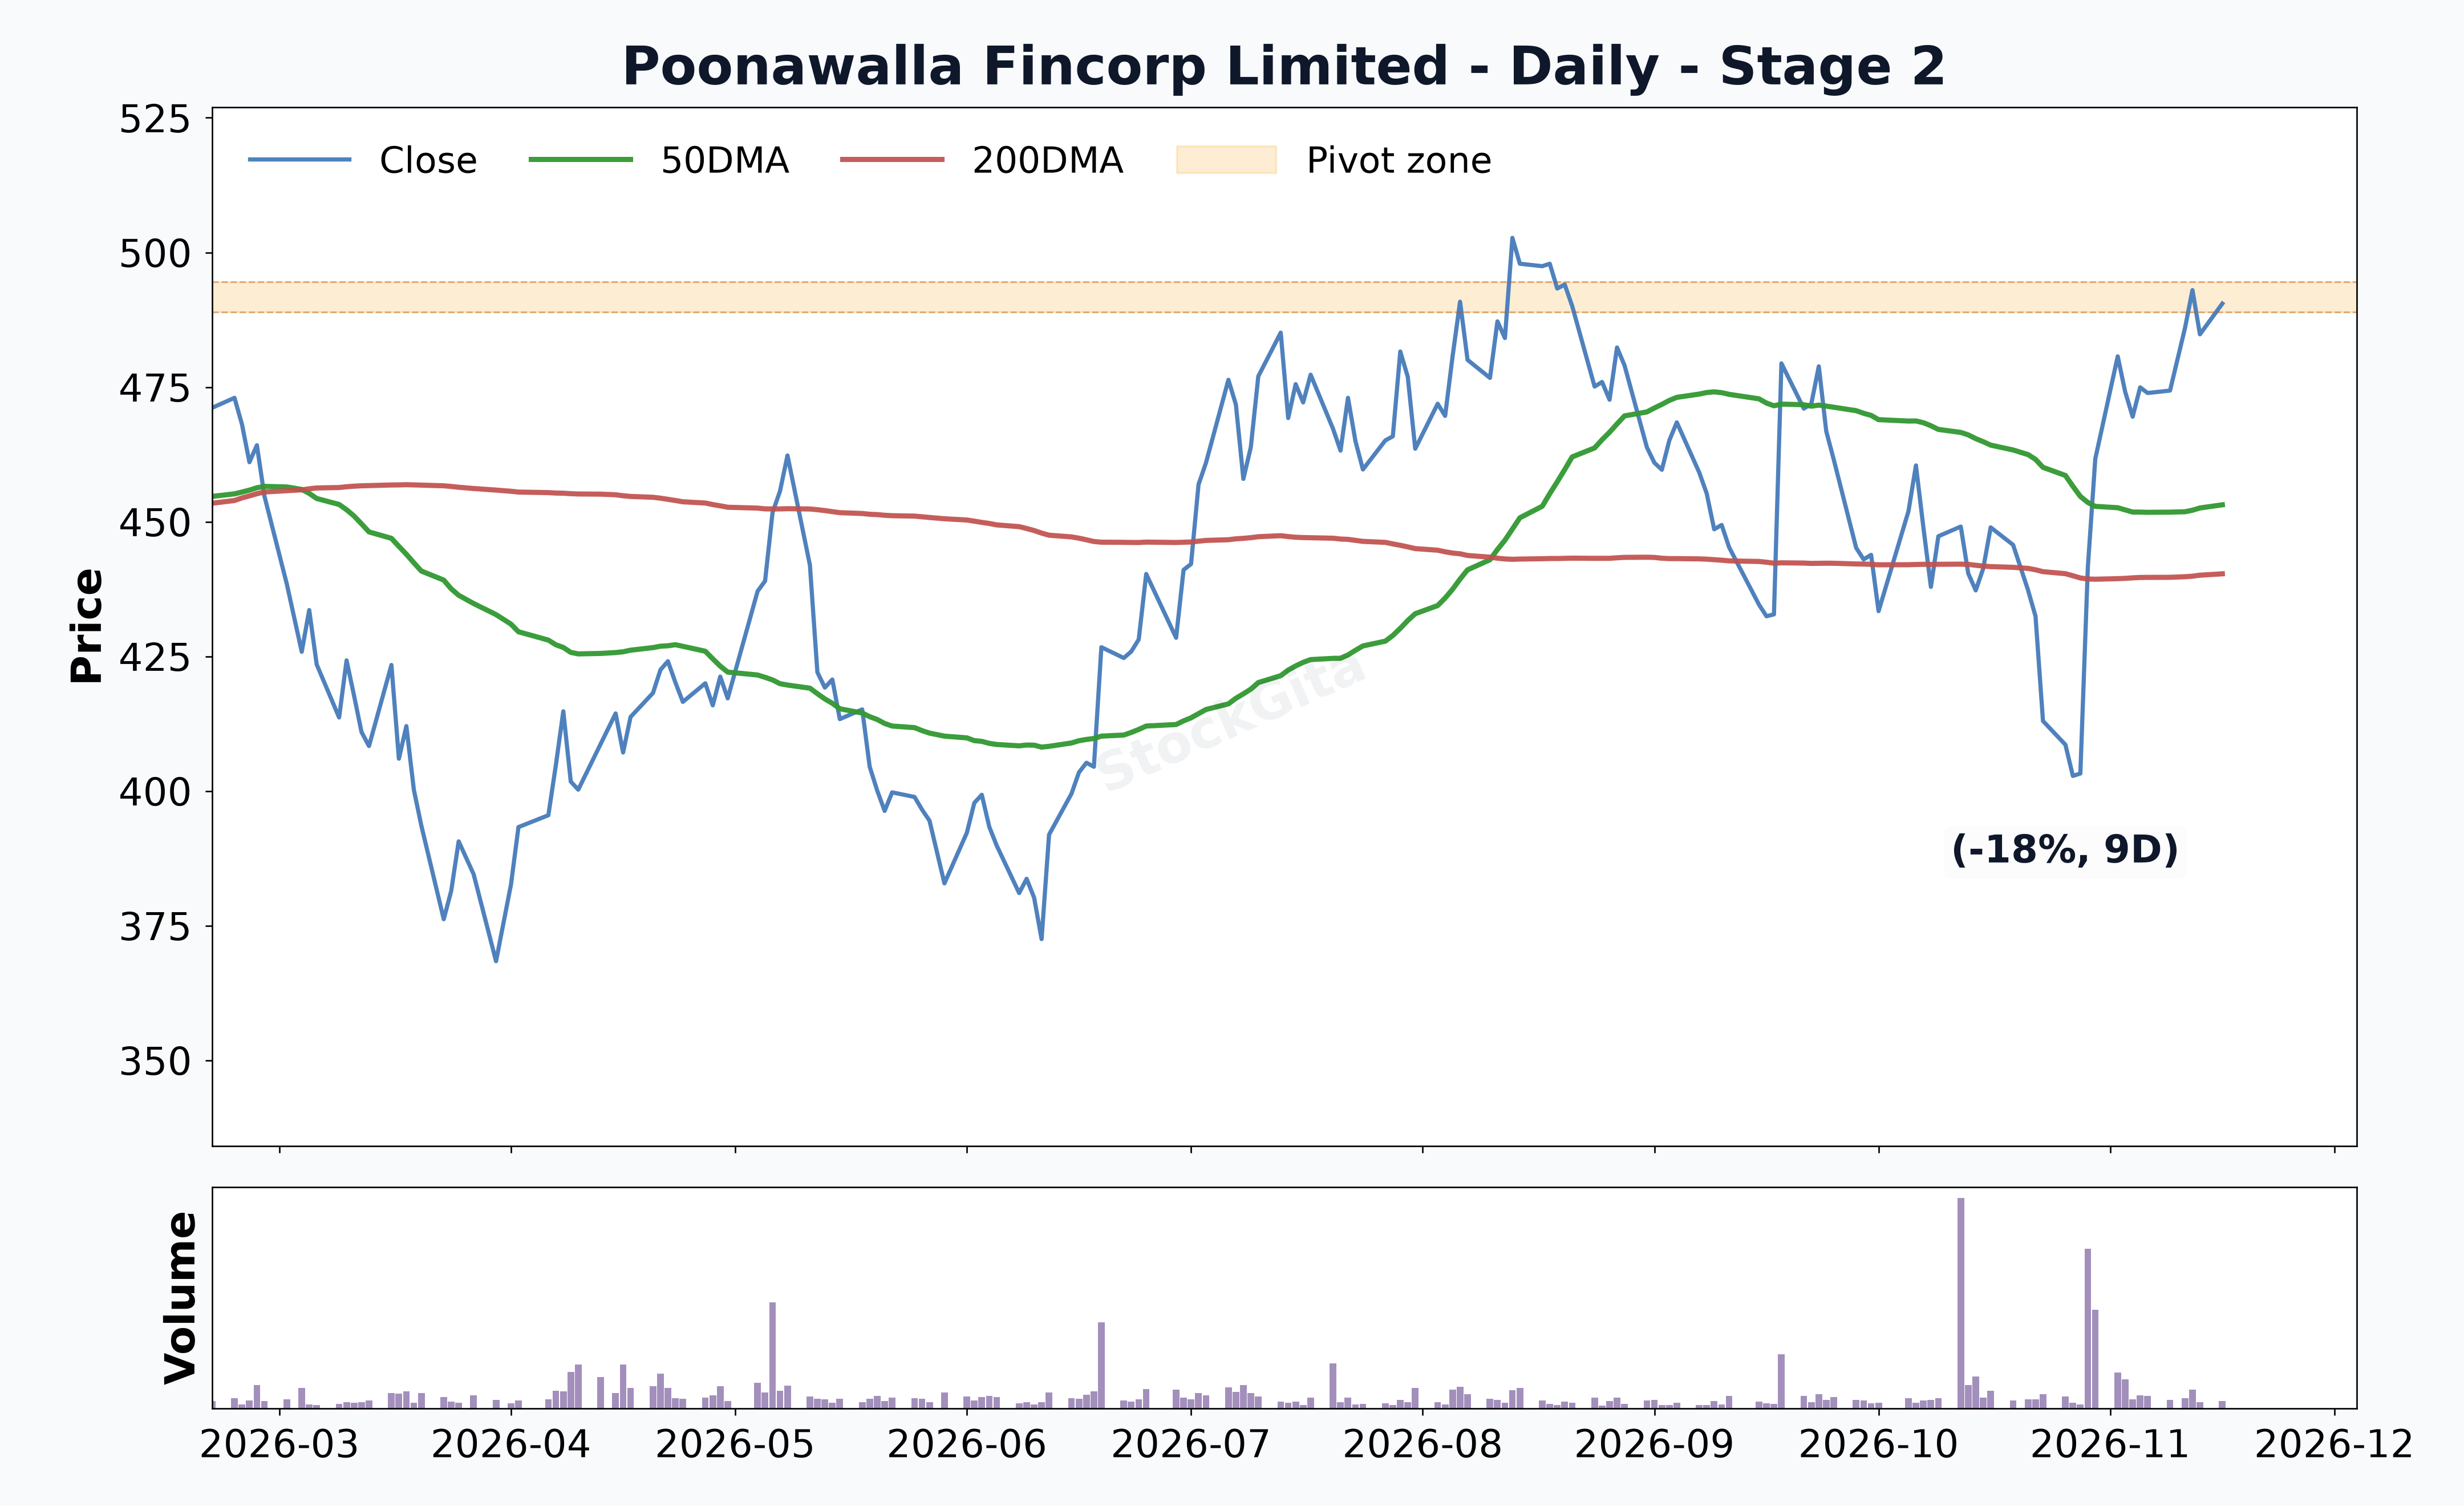 Poonawalla Fincorp Limited - Daily - Stage 2
525
500
475
450
425
400
375
350
Price
Close
50DMA
200DMA
Pivot zone
StockGita
(-18%, 9D)
Volume
2026-03
2026-04
2026-05
2026-06
2026-07
2026-08
2026-09
2026-10
2026-11
2026-12